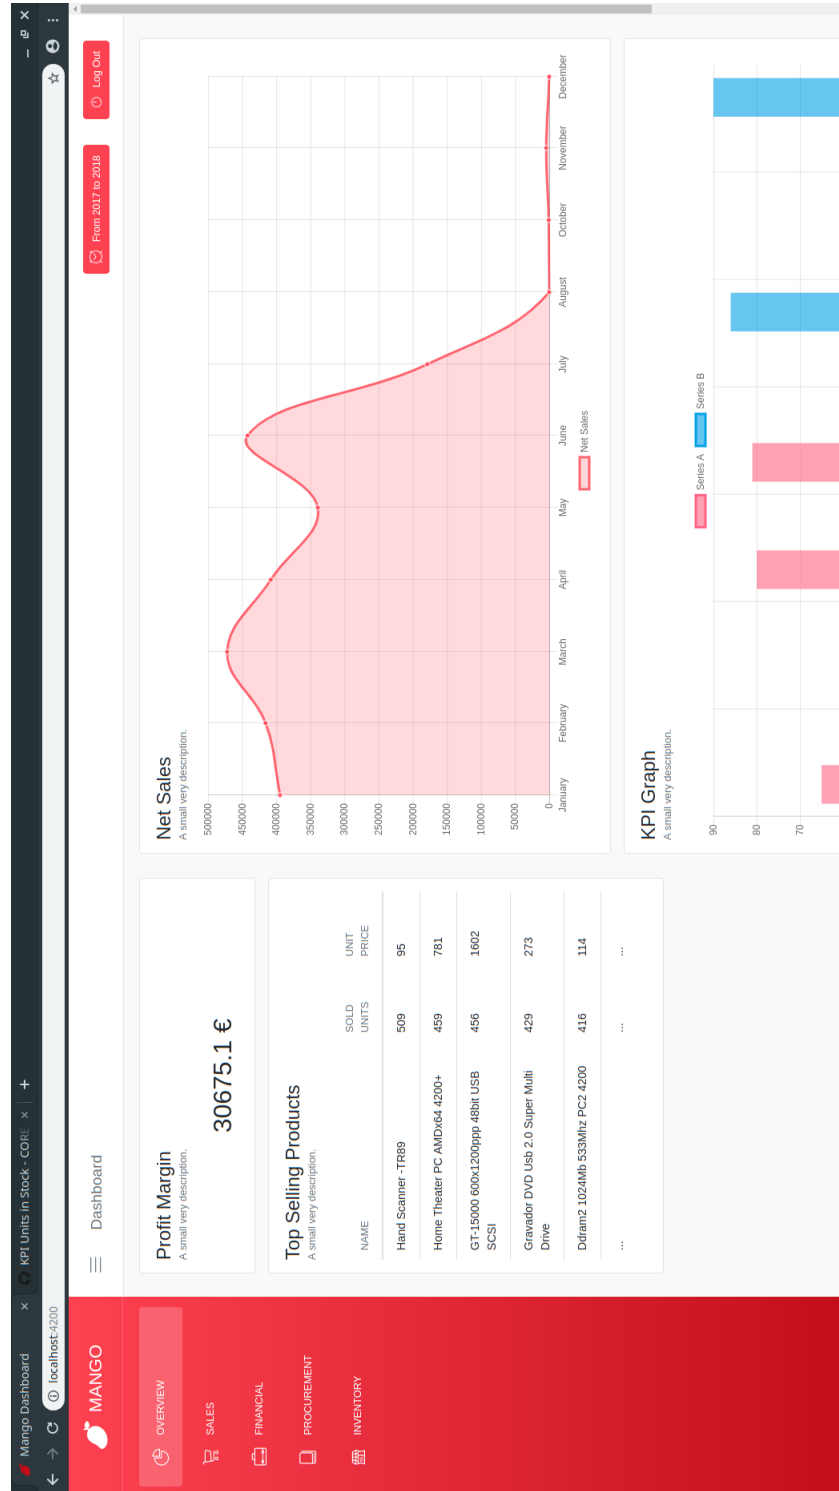 Mango Dashboard
KPI Units in Stock - CORE
localhost:4200
MANGO
Dashboard
From 2017 to 2018
Log Out
OVERVIEW
SALES
FINANCIAL
PROCUREMENT
INVENTORY
Profit Margin
A small very description.
30675.1 €
Top Selling Products
A small very description.
NAME SOLD UNITS UNIT PRICE
Hand Scanner -TR89 509 95
Home Theater PC AMDx64 4200+ 459 781
GT-15000 600x1200ppp 48bit USB SCSI 456 1602
Gravador DVD Usb 2.0 Super Multi Drive 429 273
Ddram2 1024Mb 533Mhz PC2 4200 416 114
... ... ...
Net Sales
A small very description.
500000
450000
400000
350000
300000
250000
200000
150000
100000
50000
0
January February March April May June July August October November December
Net Sales
KPI Graph
A small very description.
Series A Series B
90
80
70